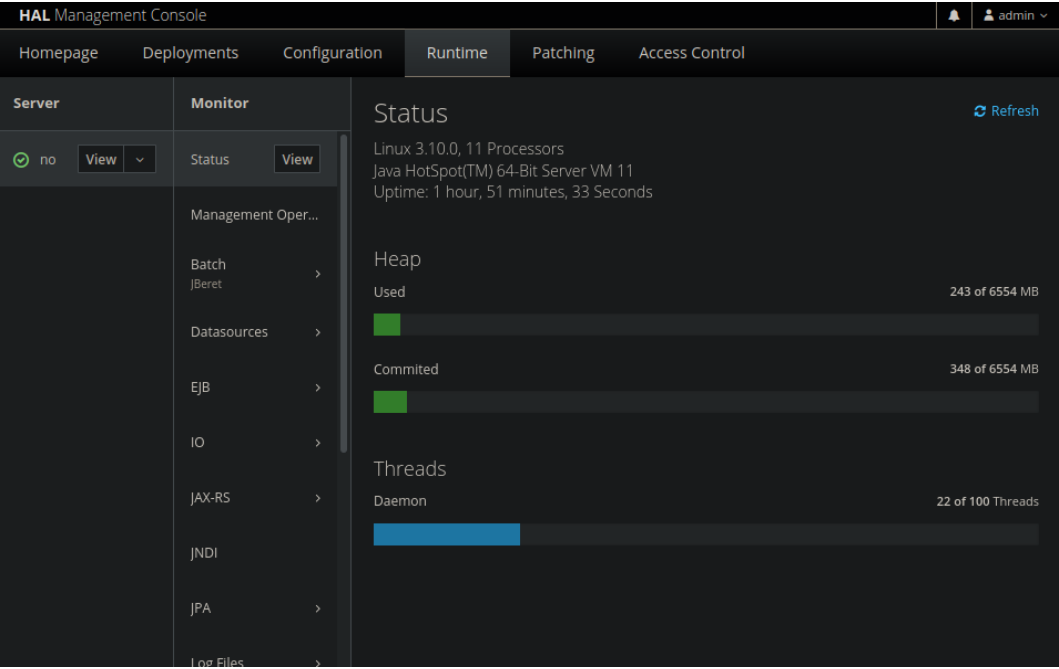 HAL Management Console
admin
Homepage Deployments Configuration Runtime Patching Access Control
Server
no View
Monitor
Status View
Management Oper...
Batch
JBeret
Datasources
EJB
IO
JAX-RS
JNDI
JPA
Log Files
Status
Refresh
Linux 3.10.0, 11 Processors
Java HotSpot(TM) 64-Bit Server VM 11
Uptime: 1 hour, 51 minutes, 33 Seconds
Heap
Used 243 of 6554 MB
Commited 348 of 6554 MB
Threads
Daemon 22 of 100 Threads